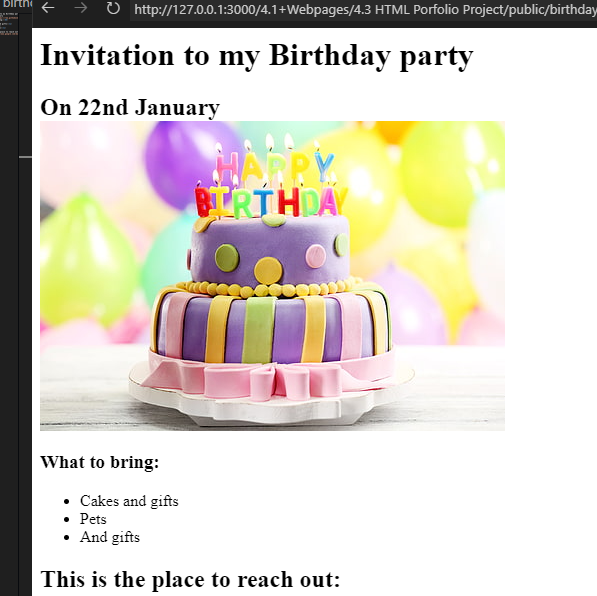 birthd
http://127.0.0.1:3000/4.1+Webpages/4.3 HTML Porfolio Project/public/birthday
Invitation to my Birthday party
On 22nd January
HAPPY
BIRTHDAY
What to bring:
Cakes and gifts
Pets
And gifts
This is the place to reach out: